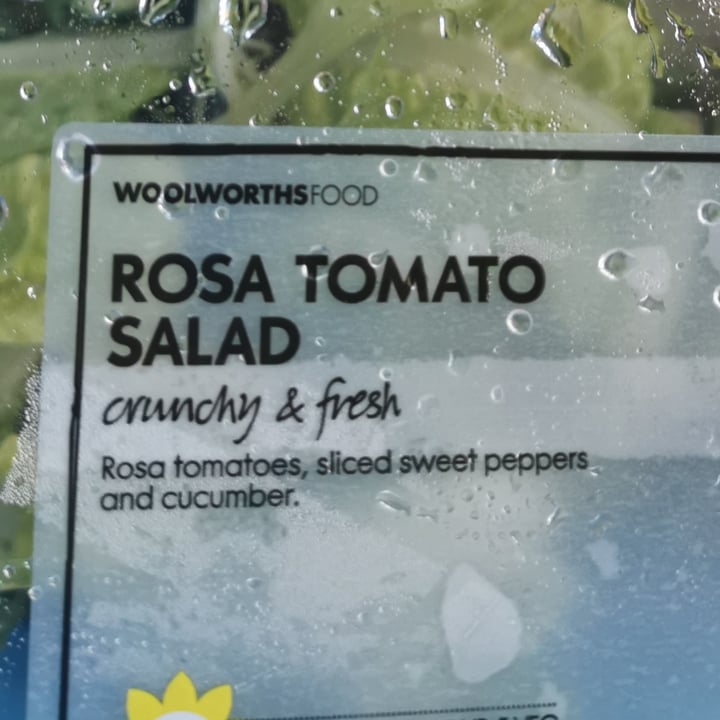 WOOLWORTHSFOOD
ROSA TOMATO
SALAD
crunchy & fresh
Rosa tomatoes, sliced sweet peppers
and cucumber.